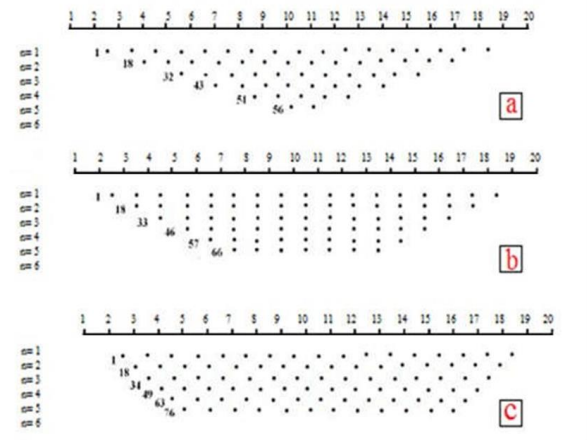 1 2 3 4 5 6 7 8 9 10 11 12 13 14 15 16 17 18 19 20
n=1 1
n=2 18
n=3 32
n=4 43
n=5 51
n=6 56
a
1 2 3 4 5 6 7 8 9 10 11 12 13 14 15 16 17 18 19 20
n=1 1
n=2 18
n=3 33
n=4 46
n=5 57
n=6 66
b
1 2 3 4 5 6 7 8 9 10 11 12 13 14 15 16 17 18 19 20
n=1 1
n=2 18
n=3 34
n=4 49
n=5 63
n=6 76
c